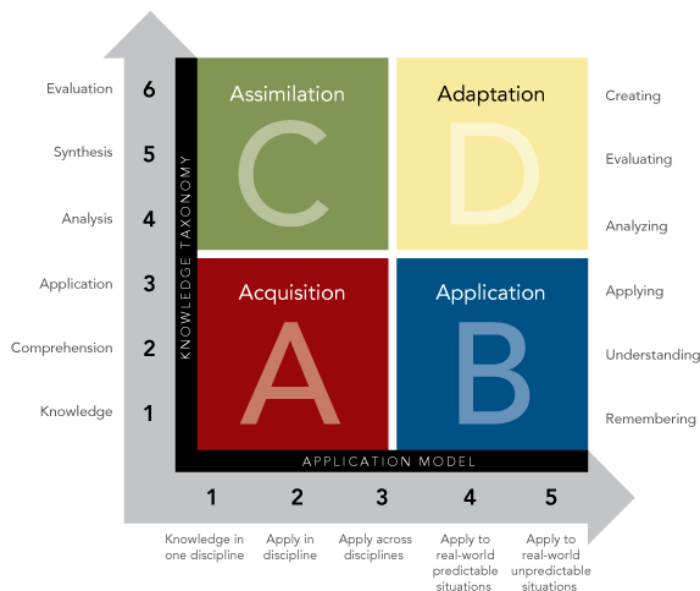 Evaluation 6 Assimilation Adaptation Creating
C D
Synthesis 5 Evaluating
Analysis 4 Analyzing
KNOWLEDGE TAXONOMY
Application 3 Acquisition Application Applying
A B
Comprehension 2 Understanding
Knowledge 1 Remembering
APPLICATION MODEL
1 2 3 4 5
Knowledge in
one discipline
Apply in
discipline
Apply across
disciplines
Apply to
real-world
predictable
situations
Apply to
real-world
unpredictable
situations